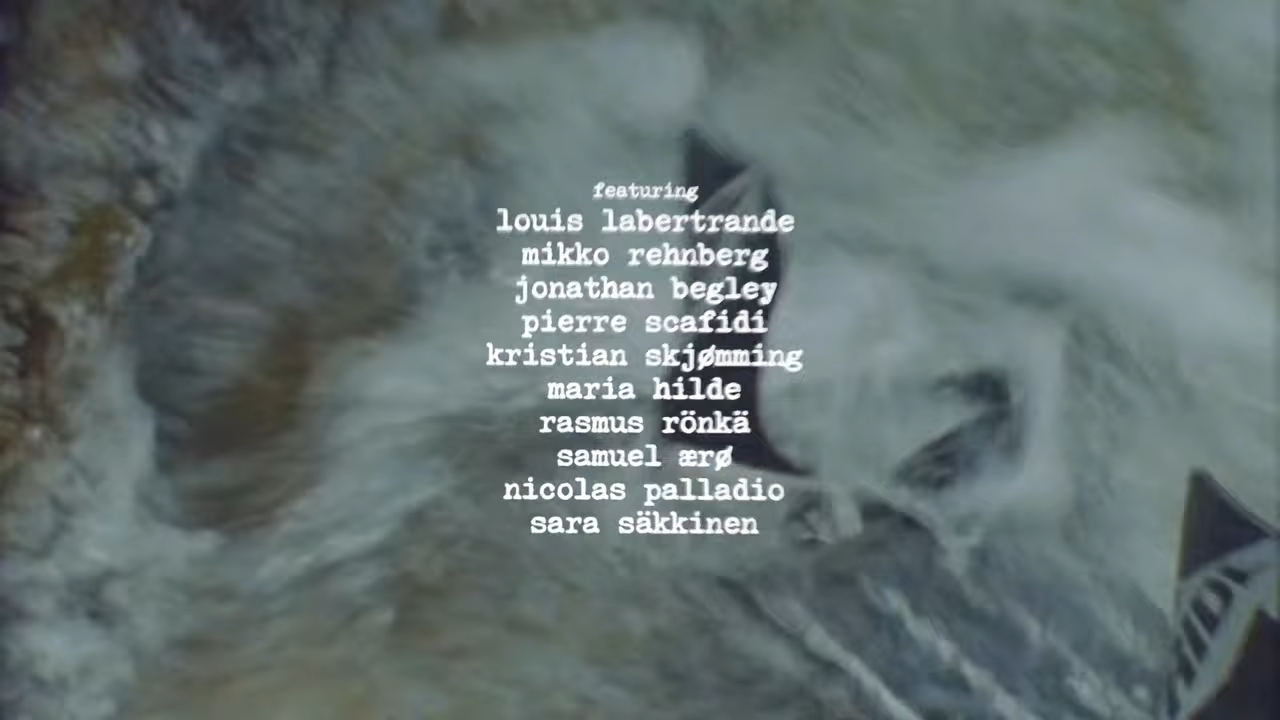 featuring
louis labertrande
mikko rehnberg
jonathan begley
pierre scafidi
kristian skjømming
maria hilde
rasmus rönkä
samuel ærø
nicolas palladio
sara säkkinen